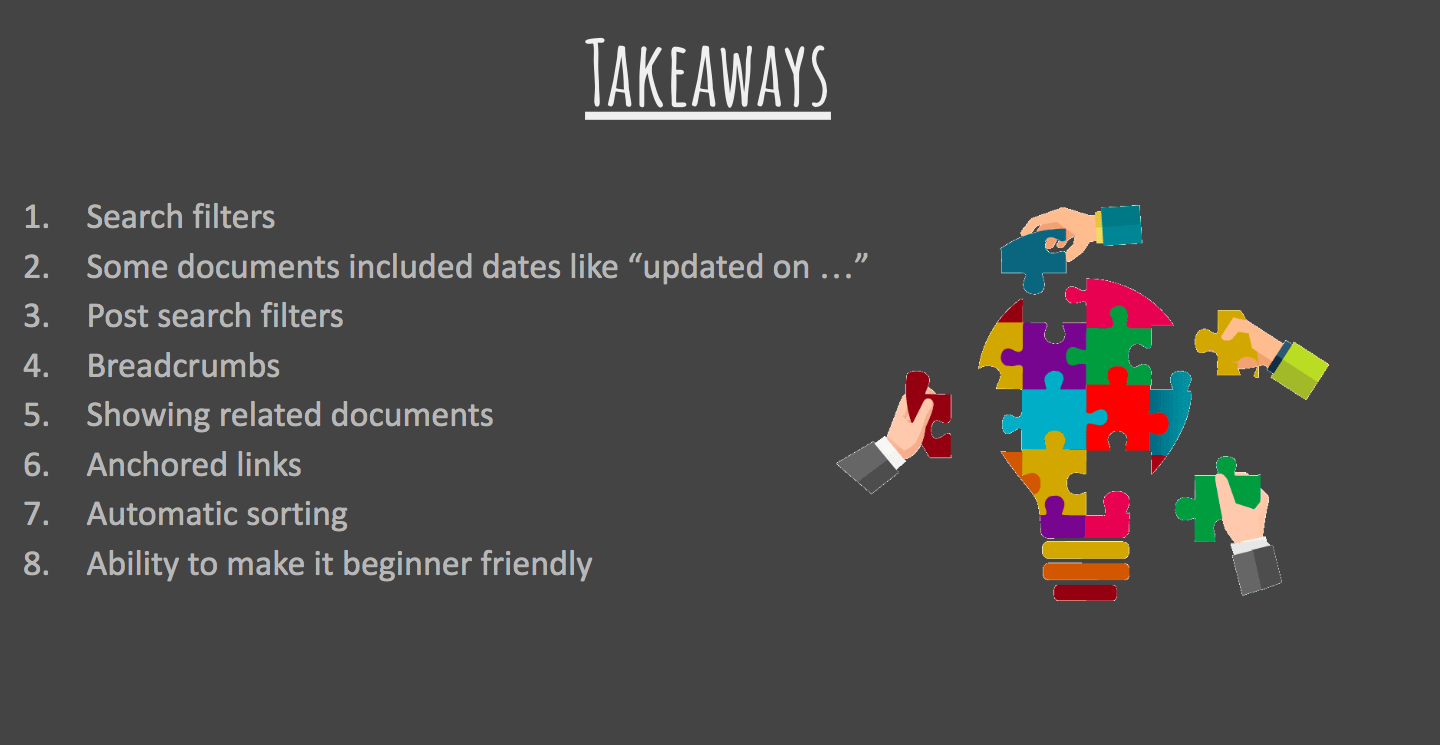 TAKEAWAYS
1. Search filters
2. Some documents included dates like “updated on …”
3. Post search filters
4. Breadcrumbs
5. Showing related documents
6. Anchored links
7. Automatic sorting
8. Ability to make it beginner friendly